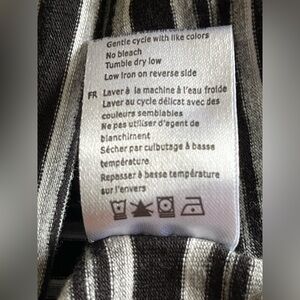 Gentle cycle with like colors
No bleach
Tumble dry low
Low Iron on reverse side
FR Laver à la machine à l'eau froide
Laver au cycle délicat avec des
couleurs semblables
Ne pas utiliser d'agent de
blanchiment
Sécher par culbutage à basse
température
Repasser à basse température
sur l'envers